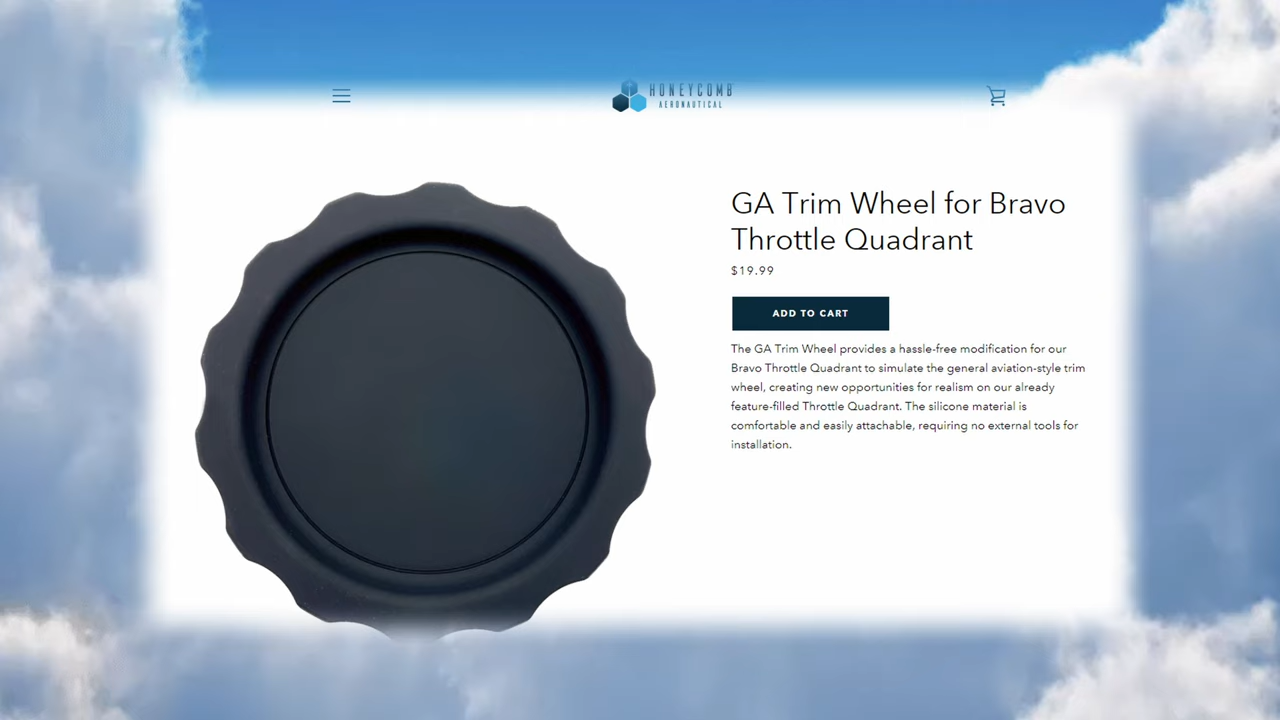 HONEYCOMB
AERONAUTICAL
GA Trim Wheel for Bravo
Throttle Quadrant
$19.99
ADD TO CART
The GA Trim Wheel provides a hassle-free modification for our
Bravo Throttle Quadrant to simulate the general aviation-style trim
wheel, creating new opportunities for realism on our already
feature-filled Throttle Quadrant. The silicone material is
comfortable and easily attachable, requiring no external tools for
installation.